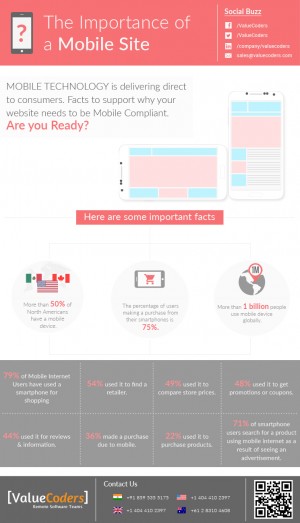 The Importance of
a Mobile Site
Social Buzz
/ValueCoders
/ValueCoders
/company/valuecoders
sales@valuecoders.com
MOBILE TECHNOLOGY is delivering direct
to consumers. Facts to support why your
website needs to be Mobile Compliant.
Are you Ready?
Here are some important facts
More than 50% of
North Americans
have a mobile
device.
The percentage of users
making a purchase from
their smartphones is
75%.
1M
More than 1 billion people
use mobile device
globally.
79% of Mobile Internet
Users have used a
smartphone for
shopping
54% used it to find a
retailer.
49% used it to
compare store prices.
48% used it to get
promotions or coupons.
44% used it for reviews
& information.
36% made a purchase
due to mobile.
22% used it to
purchase products.
71% of smartphone
users search for a product
using mobile internet as a
result of seeing an
advertisement.
[ValueCoders]
Remote Software Teams
Contact Us
+1 404 410 2397
+1 404 410 2397
+61 2 8010 4608